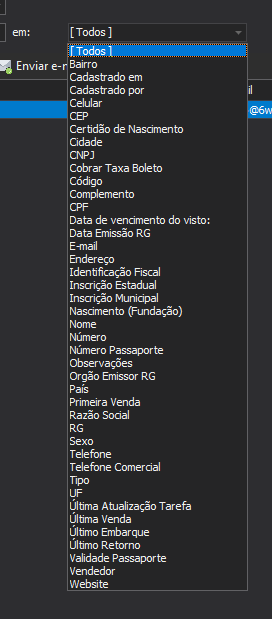 em: [ Todos ]
[ Todos ]
Enviar e-m
Bairro
Cadastrado em
il
Cadastrado por
Celular
@6w
CEP
Certidão de Nascimento
Cidade
CNPJ
Cobrar Taxa Boleto
Código
Complemento
CPF
Data de vencimento do visto:
Data Emissão RG
E-mail
Endereço
Identificação Fiscal
Inscrição Estadual
Inscrição Municipal
Nascimento (Fundação)
Nome
Número
Número Passaporte
Observações
Orgão Emissor RG
País
Primeira Venda
Razão Social
RG
Sexo
Telefone
Telefone Comercial
Tipo
UF
Última Atualização Tarefa
Última Venda
Último Embarque
Último Retorno
Validade Passaporte
Vendedor
Website